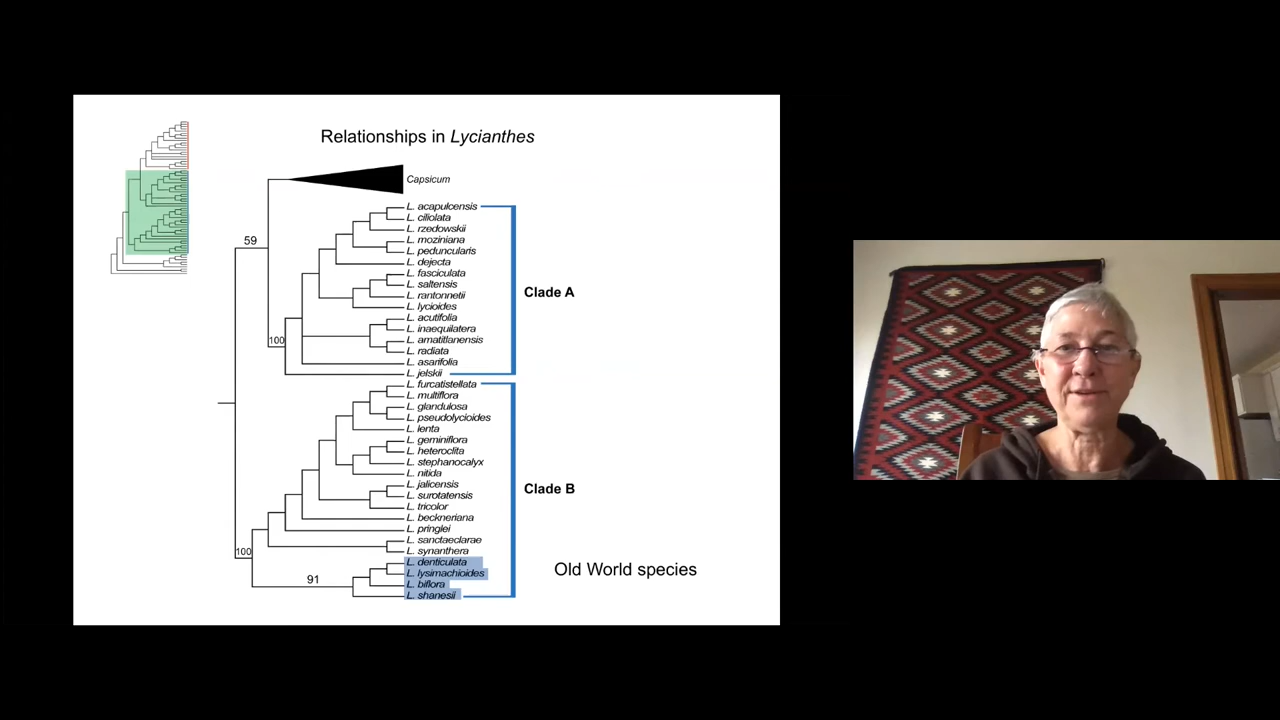 Relationships in Lycianthes
Capsicum
59
L. acapulcensis
L. ciliolata
L. rzedowskii
L. moziniana
L. peduncularis
L. dejecta
L. fasciculata
L. saltensis
L. rantonnetii
L. lycioides
L. acutifolia
L. inaequilatera
L. amatitlanensis
L. radiata
L. asarifolia
L. jelskii
100
Clade A
L. furcatistellata
L. multiflora
L. glandulosa
L. pseudolycioides
L. lenta
L. geminiflora
L. heteroclita
L. stephanocalyx
L. nitida
L. jalicensis
L. surotatensis
L. tricolor
L. beckneriana
L. pringlei
L. sanctaeclarae
L. synanthera
L. denticulata
L. lysimachioides
L. biflora
L. shanesii
100
91
Clade B
Old World species